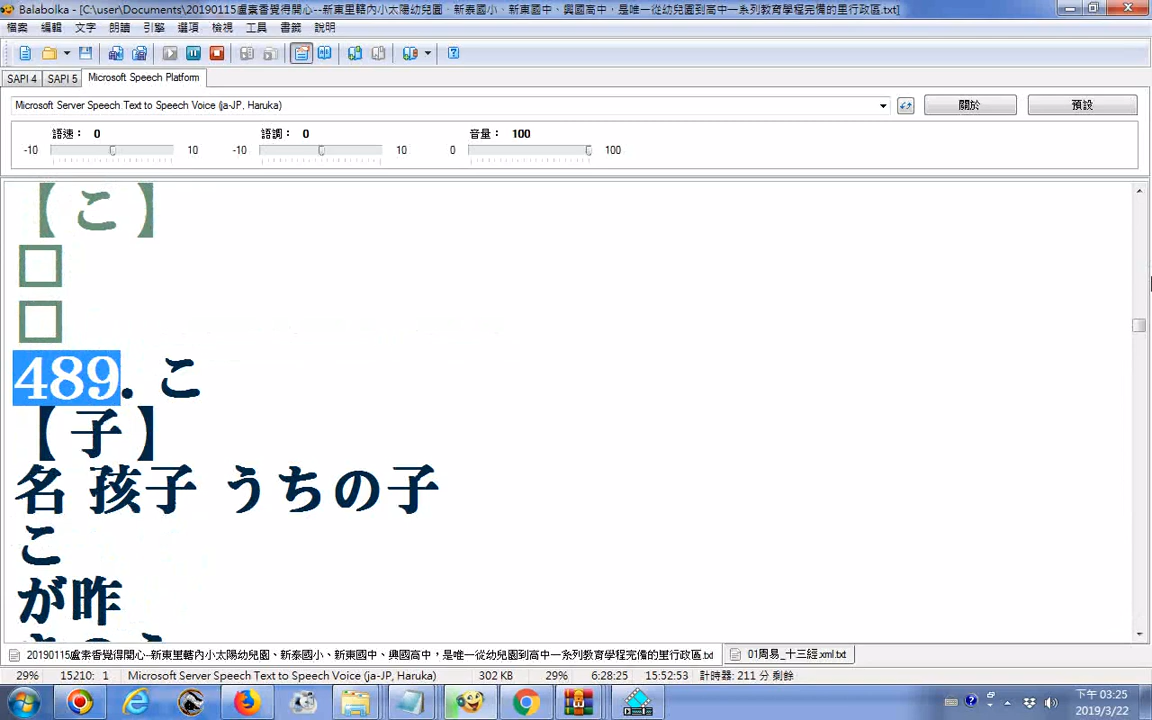 Balabolka - [C:\user\Documents\20190115盧素香覺得開心--新東里轄內小太陽幼兒園、新泰國小、新東國中、興國高中，是唯一從幼兒園到高中一系列教育學程完備的里行政區.txt]
檔案 編輯 文字 朗讀 引擎 選項 檢視 工具 書籤 說明
SAPI 4 SAPI 5 Microsoft Speech Platform
Microsoft Server Speech Text to Speech Voice (ja-JP, Haruka) 關於 預設
語速： 0 語調： 0 音量： 100
-10 10 -10 10 0 100
【 こ 】
□
□
489. こ
【 子 】
名 孩子 うちの子
こ
が昨
20190115盧素香覺得開心--新東里轄內小太陽幼兒園、新泰國小、新東國中、興國高中，是唯一從幼兒園到高中一系列教育學程完備的里行政區.txt 01周易_十三經.xml.txt
29% 15210: 1 Microsoft Server Speech Text to Speech Voice (ja-JP, Haruka) 302 KB 29% 6:28:25 15:52:53 計時器: 211 分 剩餘
下午 03:25
2019/3/22